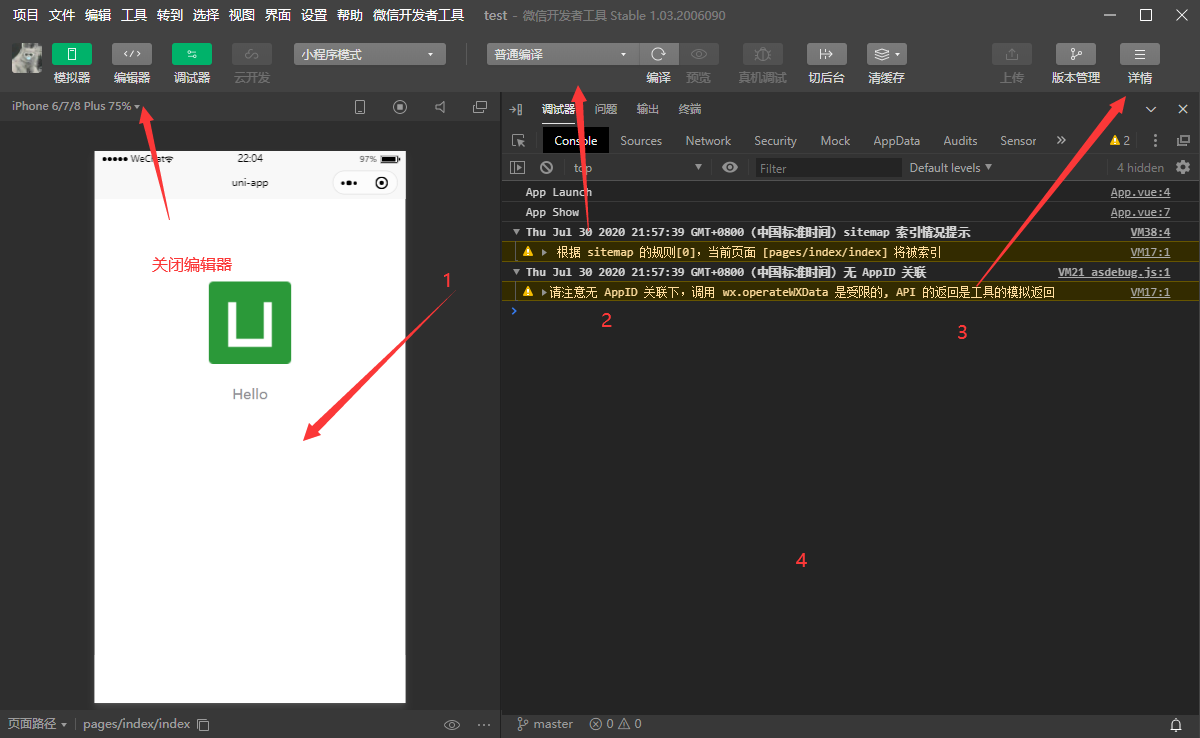 项目 文件 编辑 工具 转到 选择 视图 界面 设置 帮助 微信开发者工具 test - 微信开发者工具 Stable 1.03.2006090
模拟器 编辑器 调试器 云开发
小程序模式
普通编译
编译 预览 真机调试 切后台 清缓存 上传 版本管理 详情
iPhone 6/7/8 Plus 75%
WeChat 22:04 97%
uni-app
关闭编辑器
Hello
1
调试器 问题 输出 终端
Console Sources Network Security Mock AppData Audits Sensor » 2
top Filter Default levels 4 hidden
App Launch App.vue:4
App Show App.vue:7
Thu Jul 30 2020 21:57:39 GMT+0800 (中国标准时间) sitemap 索引情况提示 VM38:4
根据 sitemap 的规则[0]，当前页面 [pages/index/index] 将被索引 VM17:1
Thu Jul 30 2020 21:57:39 GMT+0800 (中国标准时间) 无 AppID 关联 VM21 asdebug.js:1
请注意无 AppID 关联下，调用 wx.operateWXData 是受限的, API 的返回是工具的模拟返回 VM17:1
2
3
4
页面路径 pages/index/index
master 0 0